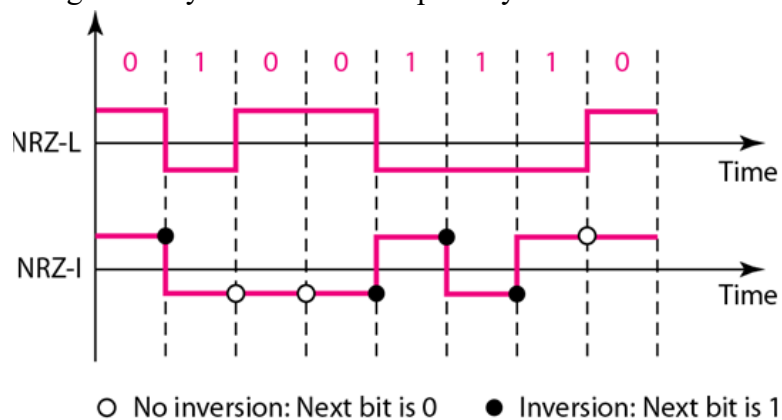 0 1 0 0 1 1 1 0
NRZ-L
Time
NRZ-I
Time
No inversion: Next bit is 0 Inversion: Next bit is 1